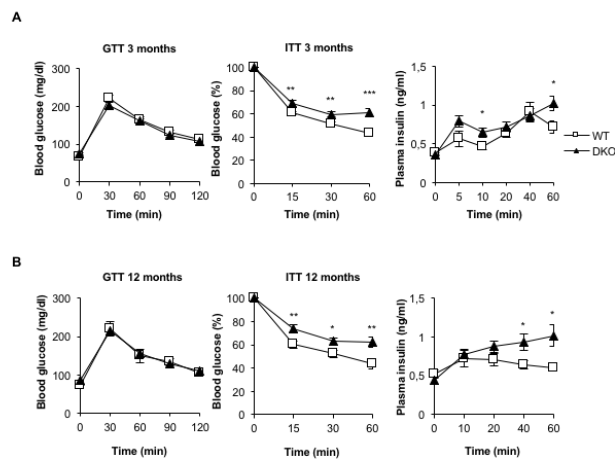 A
GTT 3 months
ITT 3 months
Blood glucose (mg/dl)
300
200
100
0
0 30 60 90 120
Time (min)
Blood glucose (%)
100
80
60
40
20
0
** ** ***
0 15 30 60
Time (min)
Plasma insulin (ng/ml)
1,5
1
0,5
0
* *
0 5 10 20 40 60
Time (min)
WT
DKO
B
GTT 12 months
ITT 12 months
Blood glucose (mg/dl)
300
200
100
0
0 30 60 90 120
Time (min)
Blood glucose (%)
100
80
60
40
20
0
** * **
0 15 30 60
Time (min)
Plasma insulin (ng/ml)
1,5
1
0,5
0
* *
0 10 20 40 60
Time (min)